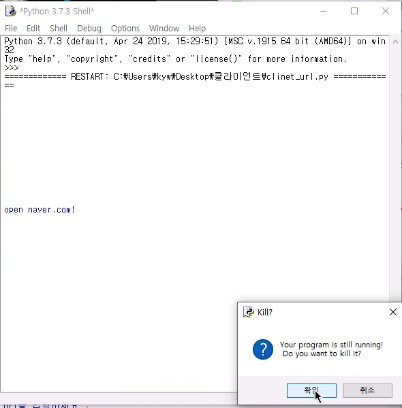 *Python 3.7.3 Shell*
File Edit Shell Debug Options Window Help
Python 3.7.3 (default, Apr 24 2019, 15:29:51) [MSC v.1915 64 bit (AMD64)] on win
32
Type "help", "copyright", "credits" or "license()" for more information.
>>>
============= RESTART: C:₩Users₩kyw₩Desktop₩클라이언트₩clinet_url.py ===========
==
open naver.com!
Kill?
Your program is still running!
Do you want to kill it?
확인 취소